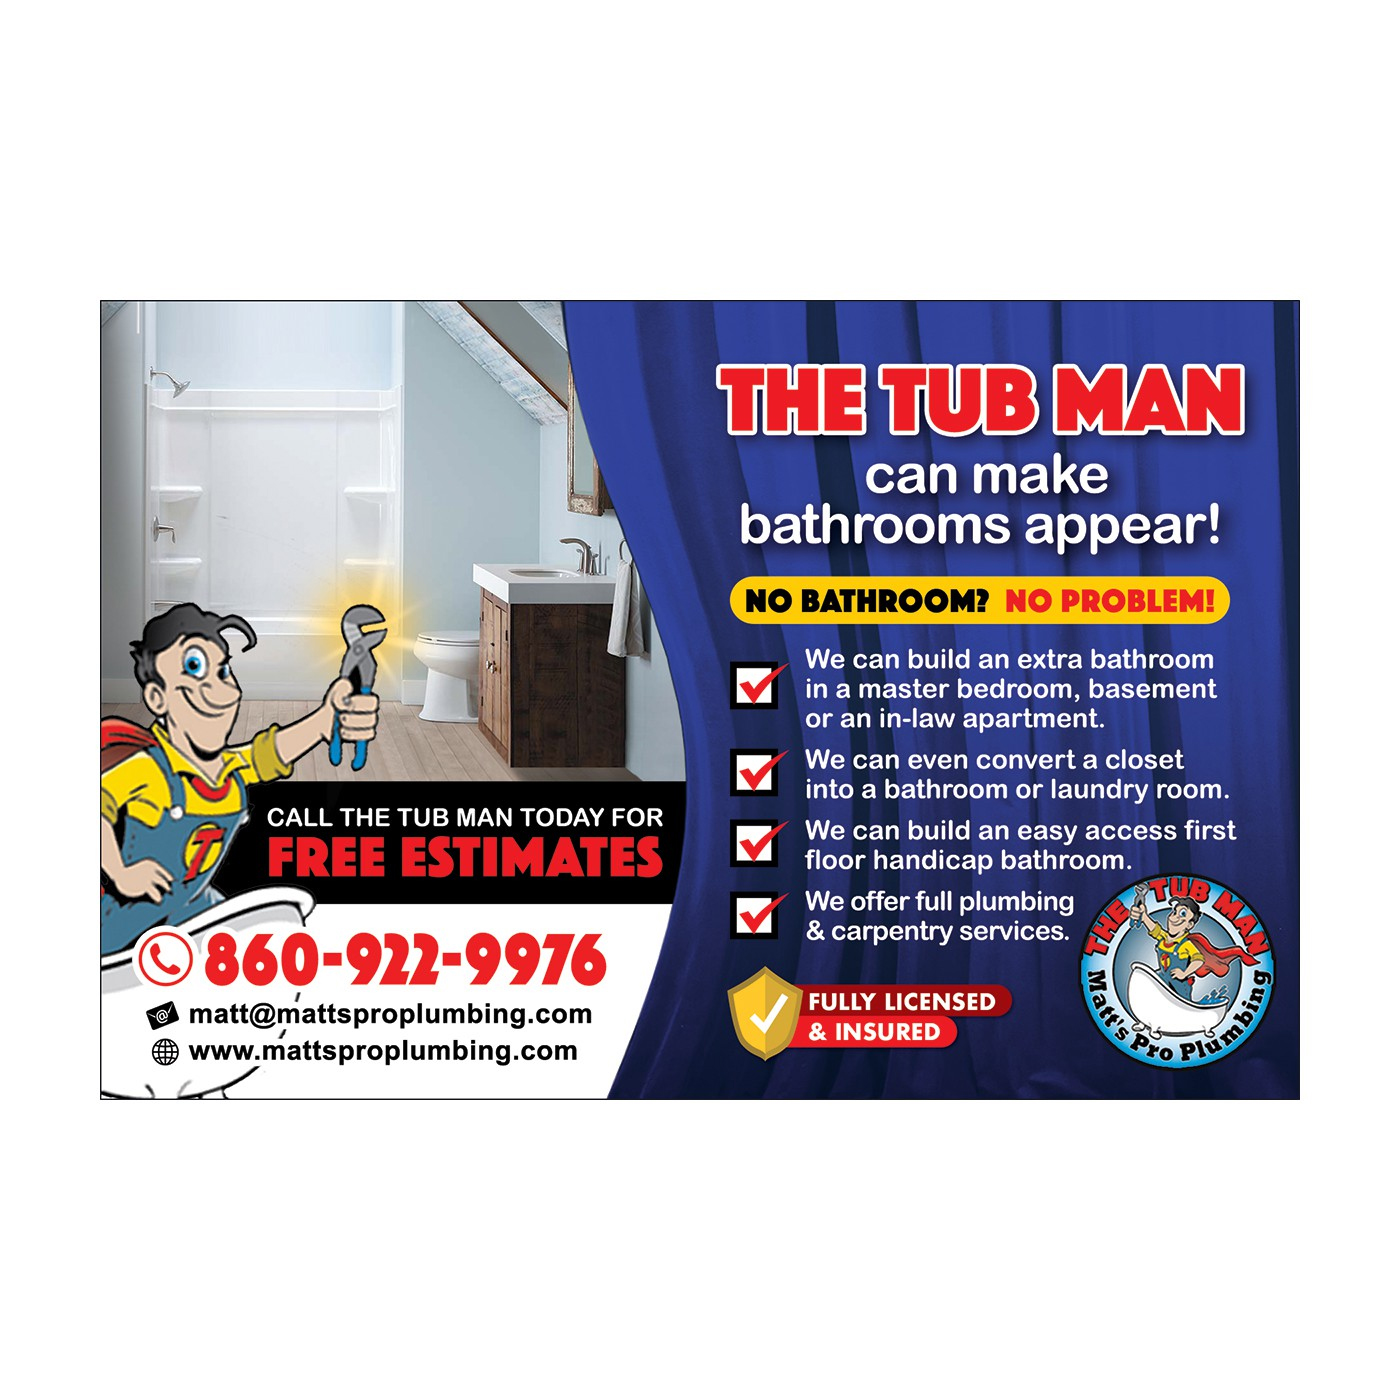 THE TUB MAN
can make
bathrooms appear!
NO BATHROOM? NO PROBLEM!
We can build an extra bathroom
in a master bedroom, basement
or an in-law apartment.
We can even convert a closet
into a bathroom or laundry room.
We can build an easy access first
floor handicap bathroom.
We offer full plumbing
& carpentry services.
FULLY LICENSED
& INSURED
THE TUB MAN
Matt's Pro Plumbing
T
CALL THE TUB MAN TODAY FOR
FREE ESTIMATES
860-922-9976
matt@mattsproplumbing.com
www.mattsproplumbing.com